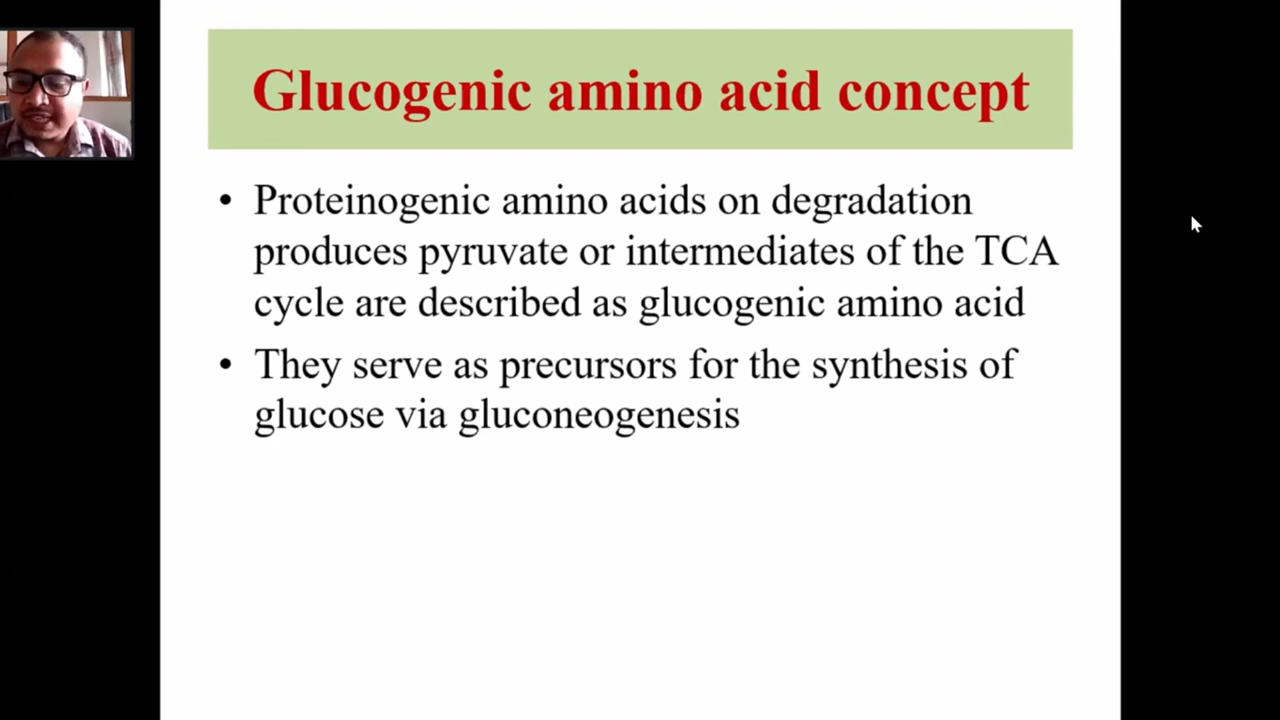 Glucogenic amino acid concept
• Proteinogenic amino acids on degradation
produces pyruvate or intermediates of the TCA
cycle are described as glucogenic amino acid
• They serve as precursors for the synthesis of
glucose via gluconeogenesis